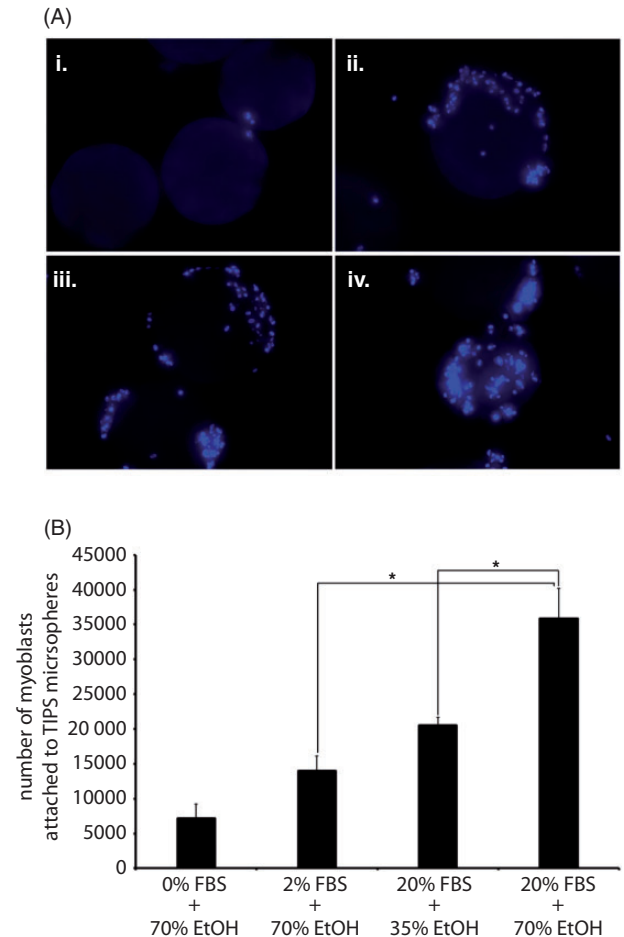 (A)
i.
ii.
iii.
iv.
(B)
number of myoblasts
attached to TIPS micrsopheres
45000
40000
35000
30000
25000
20 000
15000
10000
5000
0
*
*
0% FBS
+
70% EtOH
2% FBS
+
70% EtOH
20% FBS
+
35% EtOH
20% FBS
+
70% EtOH